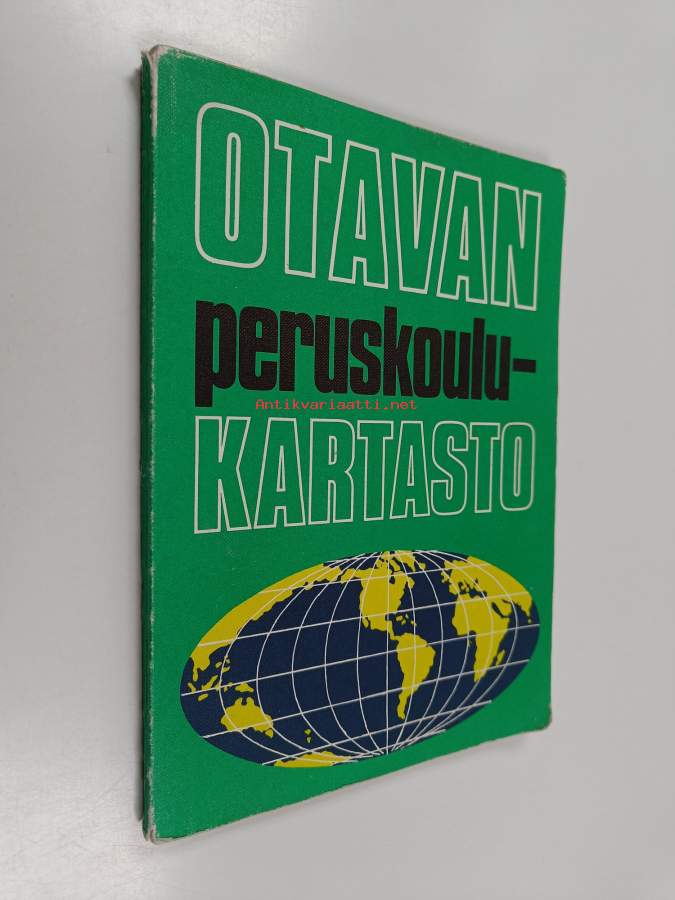 OTAVAN
peruskoulu-
Antikvariaatti.net
KARTASTO